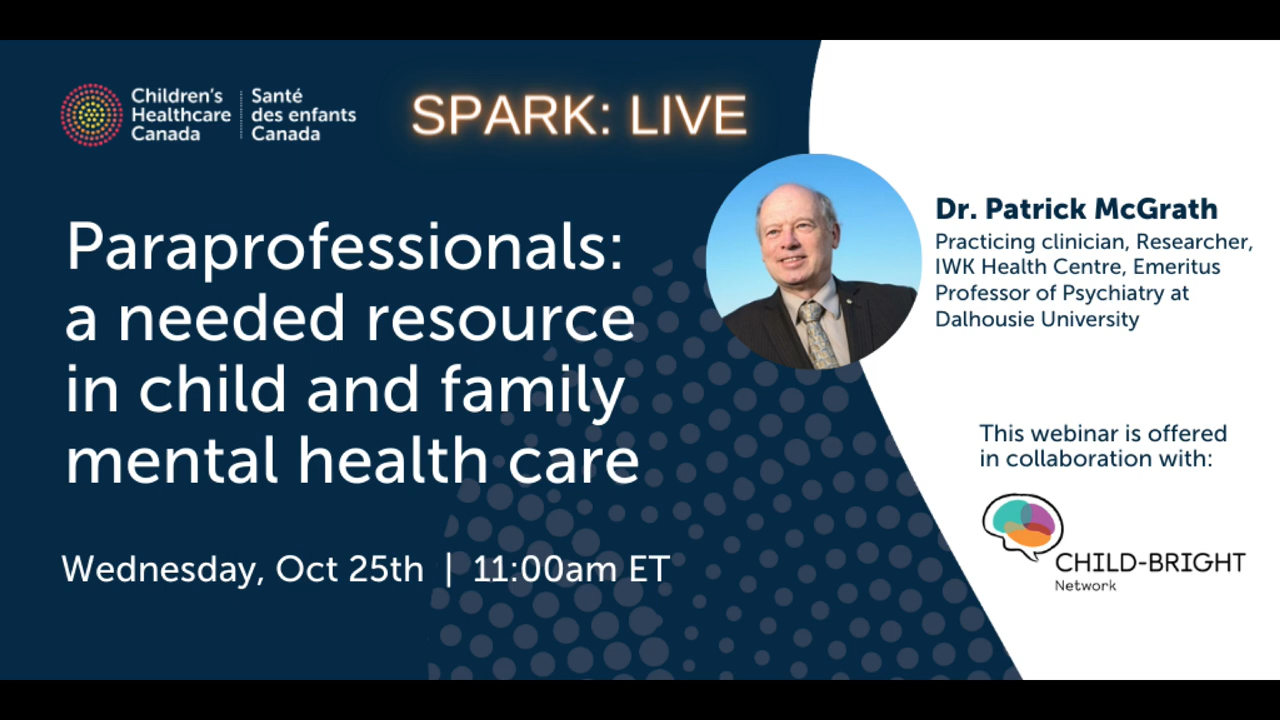 Children's
Healthcare
Canada
Santé
des enfants
Canada
SPARK: LIVE
Paraprofessionals:
a needed resource
in child and family
mental health care
Wednesday, Oct 25th | 11:00am ET
Dr. Patrick McGrath
Practicing clinician, Researcher,
IWK Health Centre, Emeritus
Professor of Psychiatry at
Dalhousie University
This webinar is offered
in collaboration with:
CHILD-BRIGHT
Network